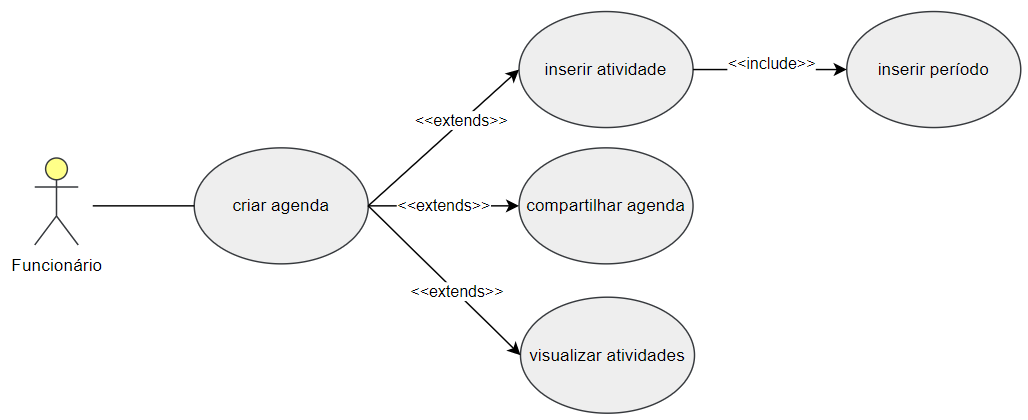 inserir atividade
<<include>>
inserir período
<<extends>>
criar agenda
<<extends>>
compartilhar agenda
Funcionário
<<extends>>
visualizar atividades